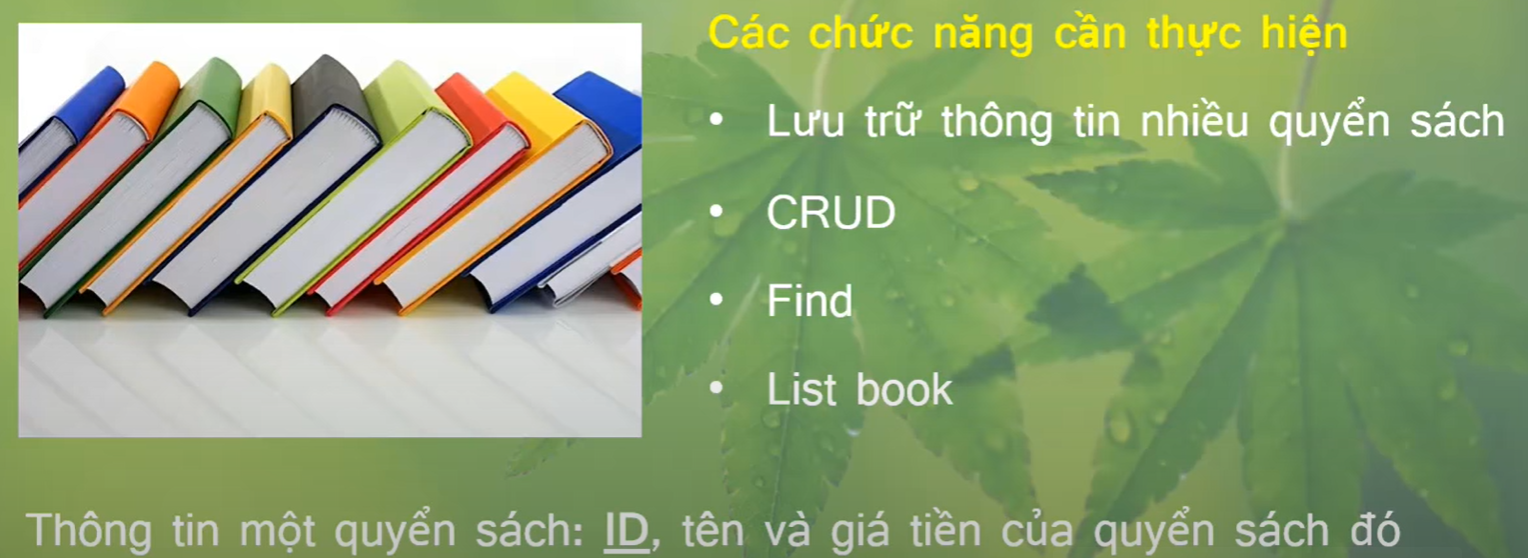 Các chức năng cần thực hiện
• Lưu trữ thông tin nhiều quyển sách
• CRUD
• Find
• List book
Thông tin một quyển sách: ID, tên và giá tiền của quyển sách đó